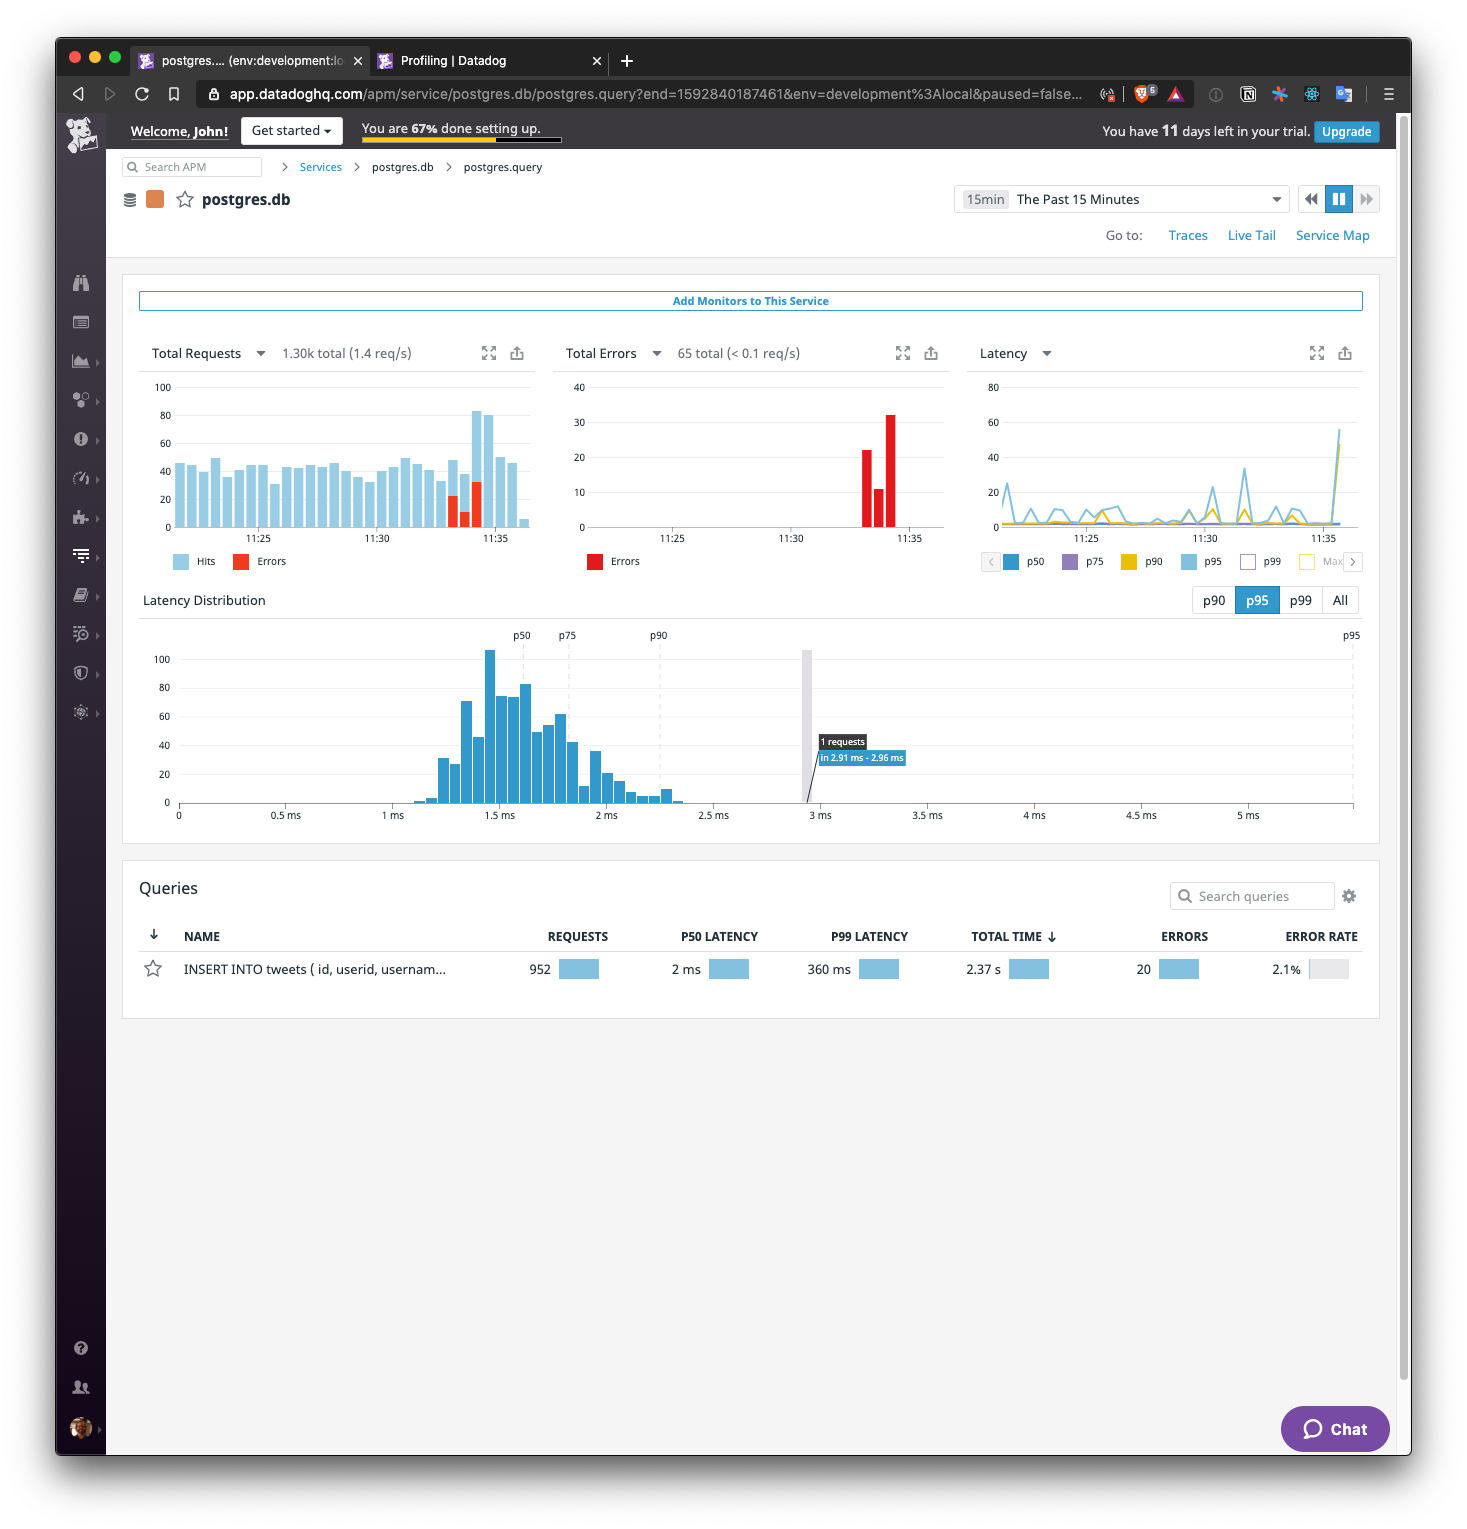 postgres.... (env:development:lo
Profiling | Datadog
app.datadoghq.com/apm/service/postgres.db/postgres.query?end=1592840187461&env=development%3Alocal&paused=false...
5
Welcome, John!
Get started
You are 67% done setting up.
You have 11 days left in your trial.
Upgrade
Search APM
Services
postgres.db
postgres.query
postgres.db
15min The Past 15 Minutes
Go to:
Traces
Live Tail
Service Map
Add Monitors to This Service
Total Requests
1.30k total (1.4 req/s)
100
80
60
40
20
0
11:25
11:30
11:35
Hits
Errors
Total Errors
65 total (< 0.1 req/s)
40
30
20
10
0
11:25
11:30
11:35
Errors
Latency
80
60
40
20
0
11:25
11:30
11:35
p50
p75
p90
p95
p99
Max
Latency Distribution
p90
p95
p99
All
p50
p75
p90
p95
100
80
60
40
20
0
1 requests
in 2.91 ms - 2.96 ms
0
0.5 ms
1 ms
1.5 ms
2 ms
2.5 ms
3 ms
3.5 ms
4 ms
4.5 ms
5 ms
Queries
Search queries
NAME
REQUESTS
P50 LATENCY
P99 LATENCY
TOTAL TIME
ERRORS
ERROR RATE
INSERT INTO tweets ( id, userid, usernam...
952
2 ms
360 ms
2.37 s
20
2.1%
Chat